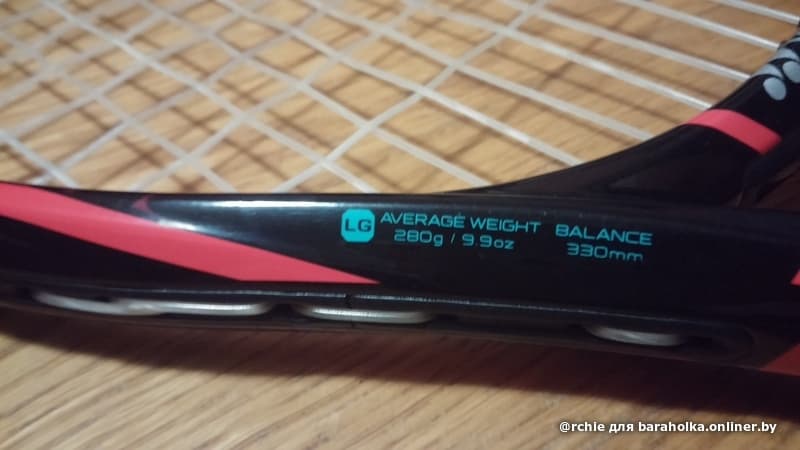 LG AVERAGE WEIGHT BALANCE
280g / 9.9oz 330mm
@rchie для baraholka.onliner.by